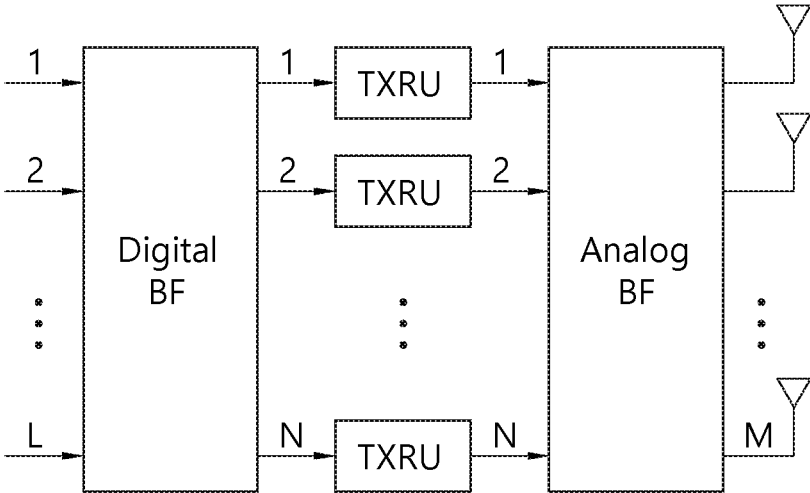 1 1 TXRU 1
2 2 TXRU 2
Digital BF
Analog BF
L N TXRU N M